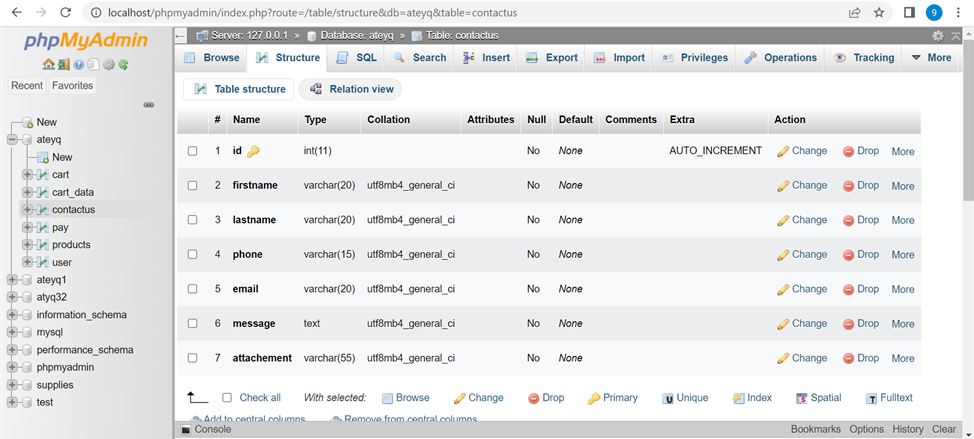 localhost/phpmyadmin/index.php?route=/table/structure&db=ateyq&table=contactus
9
phpMyAdmin
Recent Favorites
New
ateyq
New
cart
cart_data
contactus
pay
products
user
ateyq1
atyq32
information_schema
mysql
performance_schema
phpmyadmin
supplies
test
Server: 127.0.0.1 » Database: ateyq » Table: contactus
Browse Structure SQL Search Insert Export Import Privileges Operations Tracking More
Table structure Relation view
# Name Type Collation Attributes Null Default Comments Extra Action
1 id int(11) No None AUTO_INCREMENT Change Drop More
2 firstname varchar(20) utf8mb4_general_ci No None Change Drop More
3 lastname varchar(20) utf8mb4_general_ci No None Change Drop More
4 phone varchar(15) utf8mb4_general_ci No None Change Drop More
5 email varchar(20) utf8mb4_general_ci No None Change Drop More
6 message text utf8mb4_general_ci No None Change Drop More
7 attachement varchar(55) utf8mb4_general_ci No None Change Drop More
Check all With selected: Browse Change Drop Primary Unique Index Spatial Fulltext
Add to central columns Remove from central columns
Console Bookmarks Options History Clear